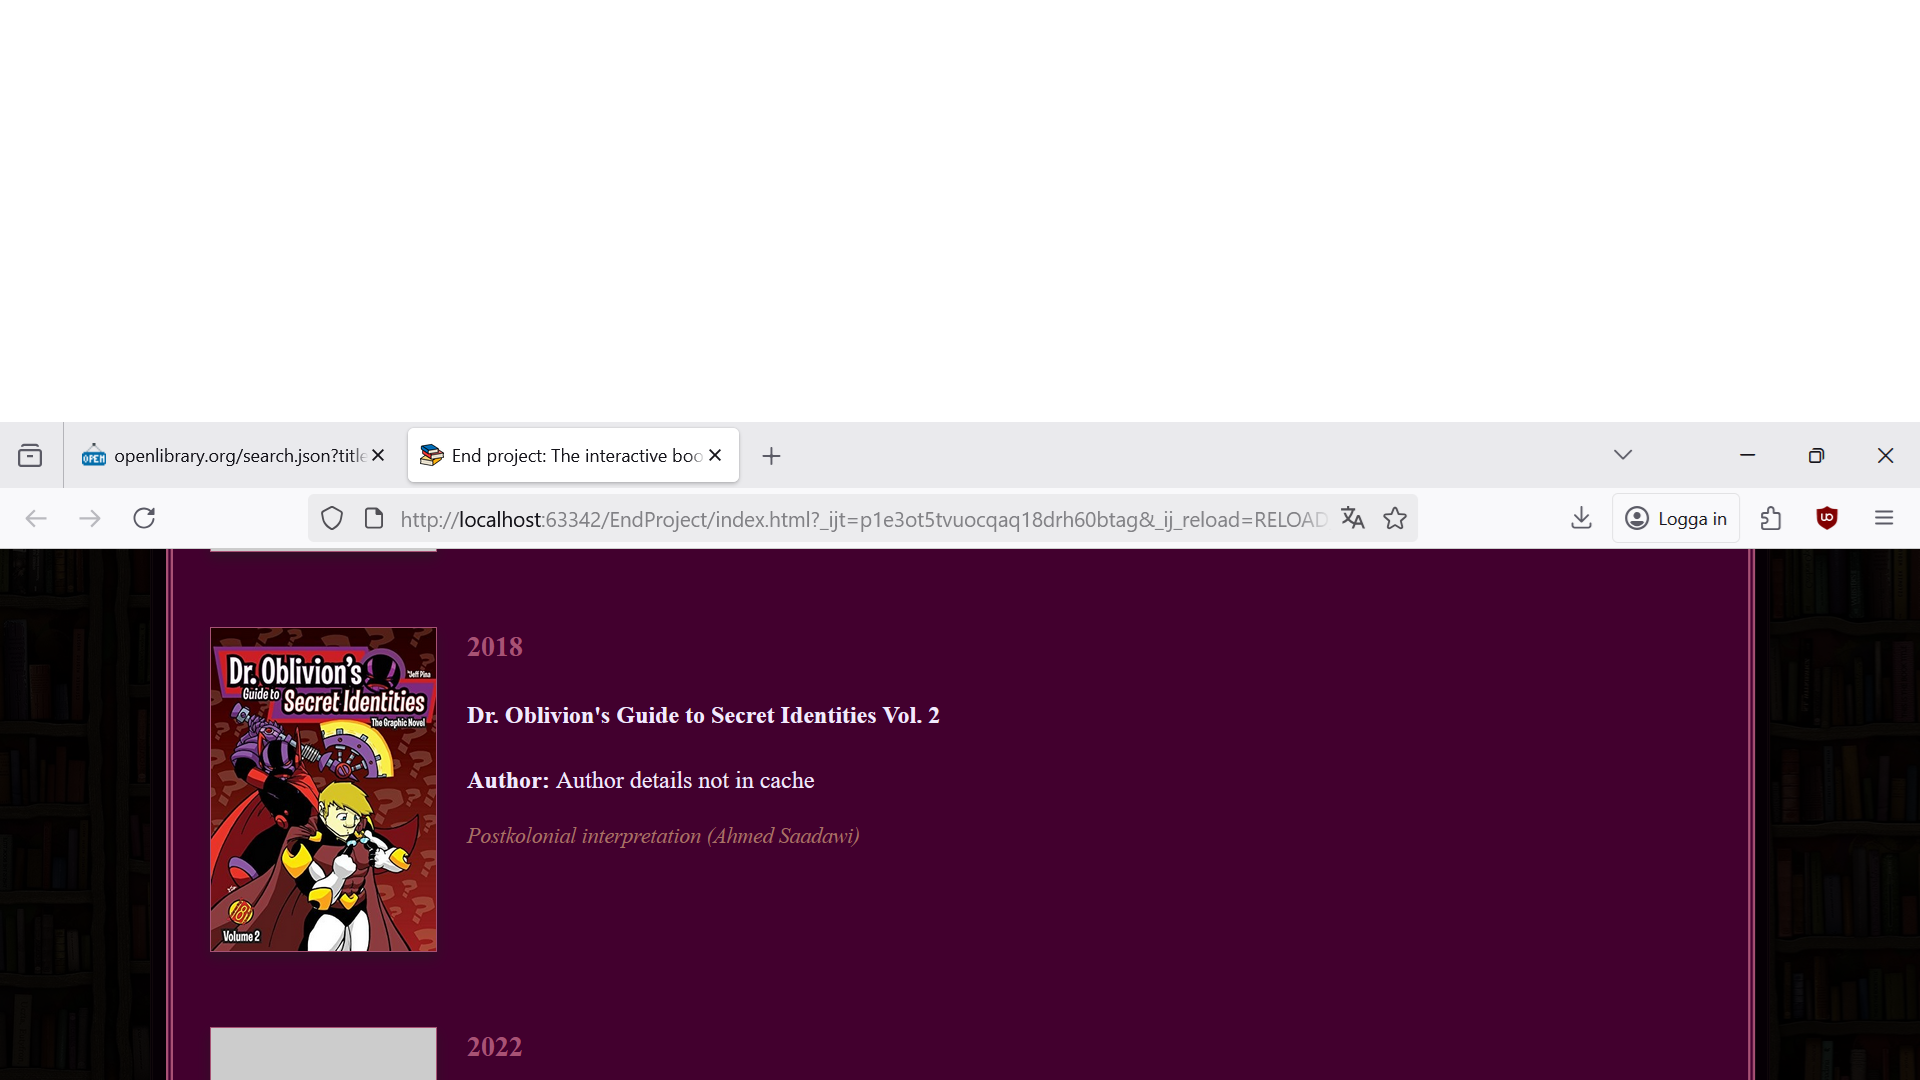 openlibrary.org/search.json?title
End project: The interactive boo
http://localhost:63342/EndProject/index.html?_ijt=p1e3ot5tvuocqaq18drh60btag&_ij_reload=RELOAD
Logga in
2018
Dr. Oblivion's
Jeff Pina
Guide to
Secret Identities
The Graphic Novel
Volume 2
Dr. Oblivion's Guide to Secret Identities Vol. 2
Author: Author details not in cache
Postkolonial interpretation (Ahmed Saadawi)
2022